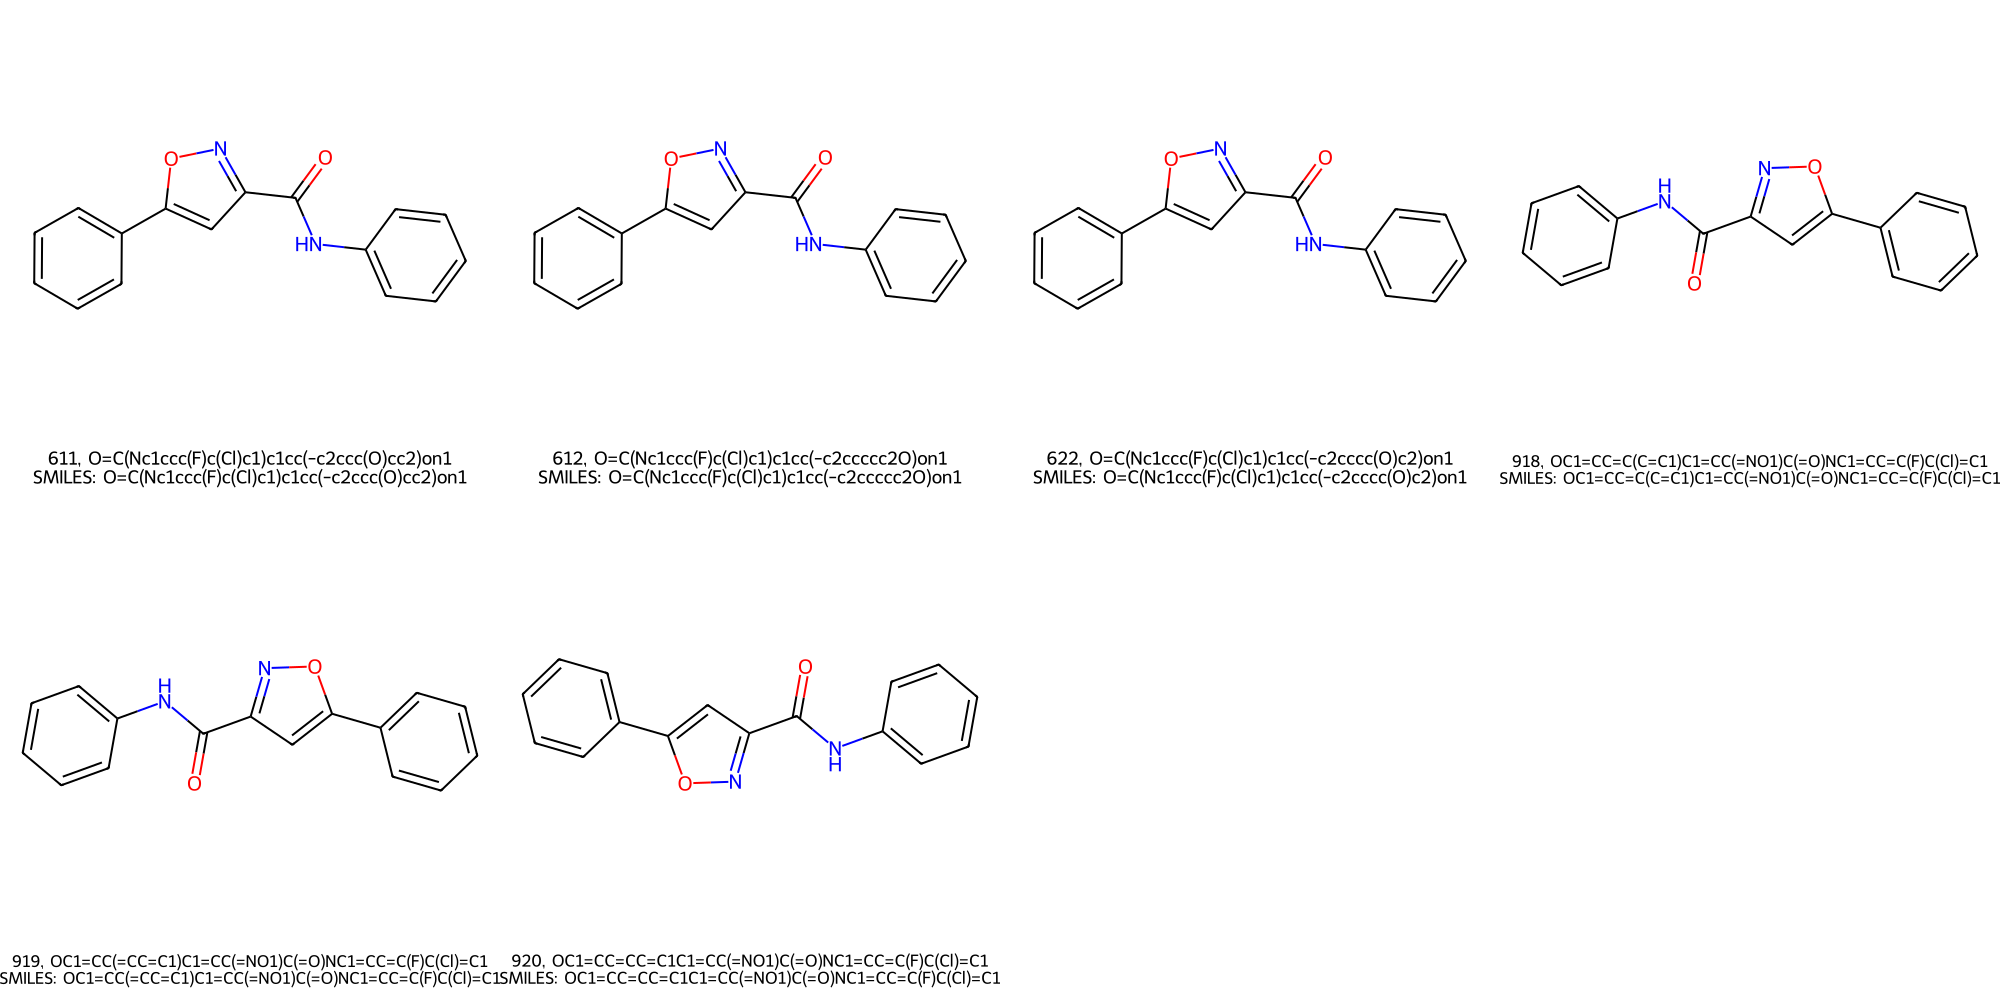 O N O HN
O N O HN
O N O HN
H N O N O
611, O=C(Nc1ccc(F)c(Cl)c1)c1cc(-c2ccc(O)cc2)on1
SMILES: O=C(Nc1ccc(F)c(Cl)c1)c1cc(-c2ccc(O)cc2)on1
612, O=C(Nc1ccc(F)c(Cl)c1)c1cc(-c2ccccc2O)on1
SMILES: O=C(Nc1ccc(F)c(Cl)c1)c1cc(-c2ccccc2O)on1
622, O=C(Nc1ccc(F)c(Cl)c1)c1cc(-c2cccc(O)c2)on1
SMILES: O=C(Nc1ccc(F)c(Cl)c1)c1cc(-c2cccc(O)c2)on1
918, OC1=CC=C(C=C1)C1=CC(=NO1)C(=O)NC1=CC=C(F)C(Cl)=C1
SMILES: OC1=CC=C(C=C1)C1=CC(=NO1)C(=O)NC1=CC=C(F)C(Cl)=C1
H N O N O
O N O N H
919, OC1=CC(=CC=C1)C1=CC(=NO1)C(=O)NC1=CC=C(F)C(Cl)=C1
SMILES: OC1=CC(=CC=C1)C1=CC(=NO1)C(=O)NC1=CC=C(F)C(Cl)=C1
920, OC1=CC=CC=C1C1=CC(=NO1)C(=O)NC1=CC=C(F)C(Cl)=C1
SMILES: OC1=CC=CC=C1C1=CC(=NO1)C(=O)NC1=CC=C(F)C(Cl)=C1